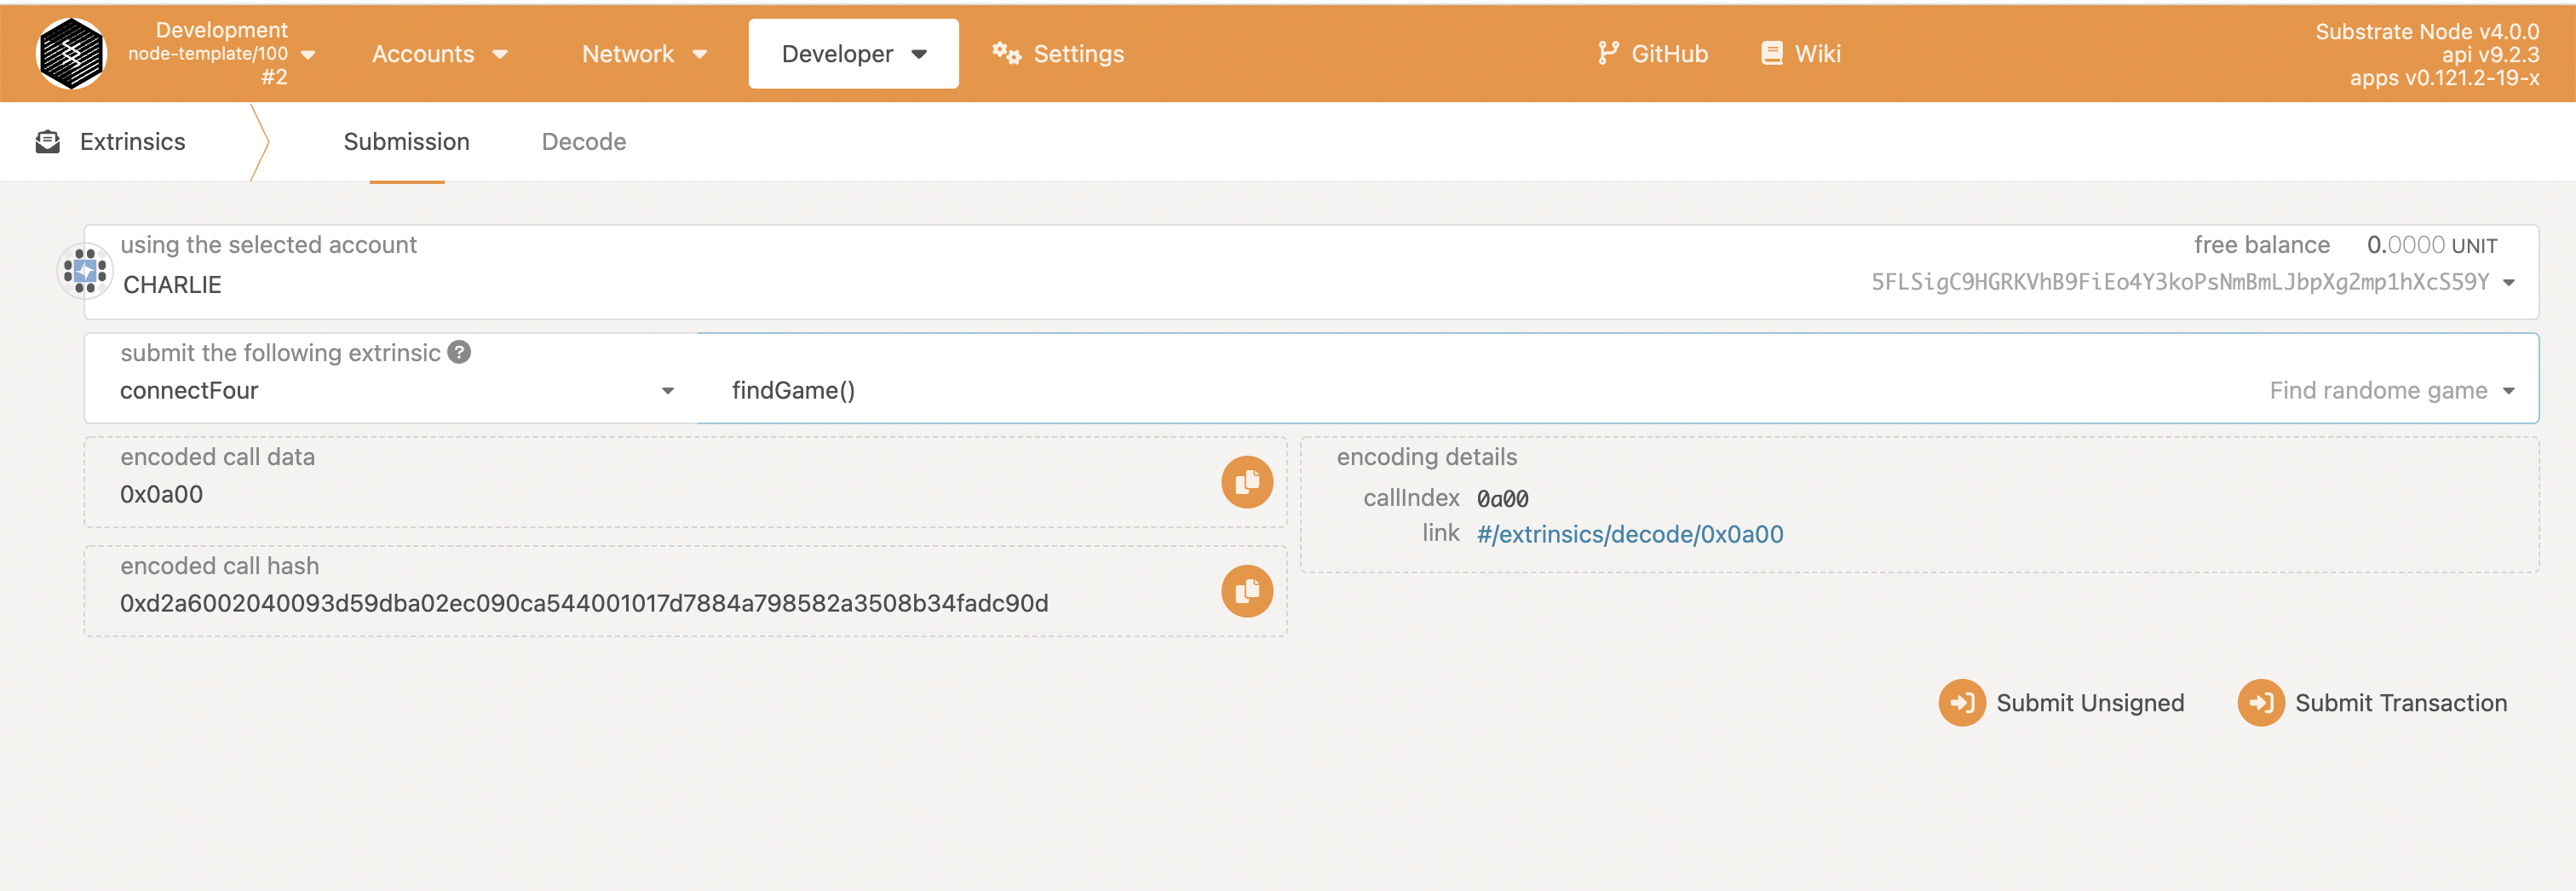 Development
node-template/100
#2
Accounts
Network
Developer
Settings
GitHub
Wiki
Substrate Node v4.0.0
api v9.2.3
apps v0.121.2-19-x
Extrinsics
Submission
Decode
using the selected account
CHARLIE
free balance 0.0000 UNIT
5FLSigC9HGRKVhB9FiEo4Y3koPsNmBmLJbpXg2mp1hXcS59Y
submit the following extrinsic ?
connectFour
findGame()
Find randome game
encoded call data
0x0a00
encoding details
callIndex 0a00
link #/extrinsics/decode/0x0a00
encoded call hash
0xd2a6002040093d59dba02ec090ca544001017d7884a798582a3508b34fadc90d
Submit Unsigned
Submit Transaction